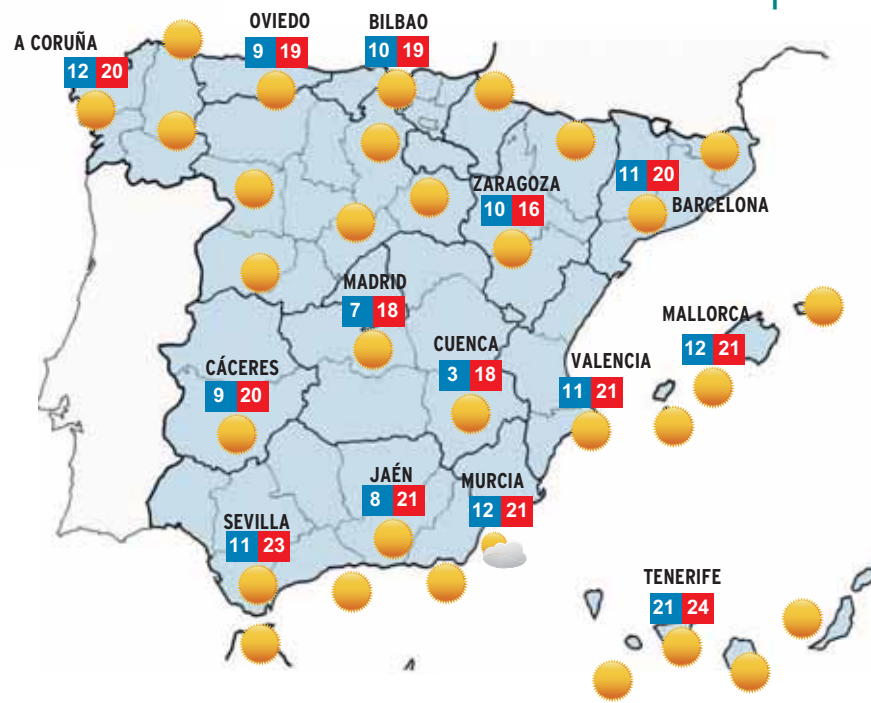 OVIEDO
9 19
BILBAO
10 19
A CORUÑA
12 20
ZARAGOZA
10 16
11 20
BARCELONA
MADRID
7 18
MALLORCA
12 21
CUENCA
3 18
VALENCIA
11 21
CÁCERES
9 20
JAÉN
8 21
MURCIA
12 21
SEVILLA
11 23
TENERIFE
21 24